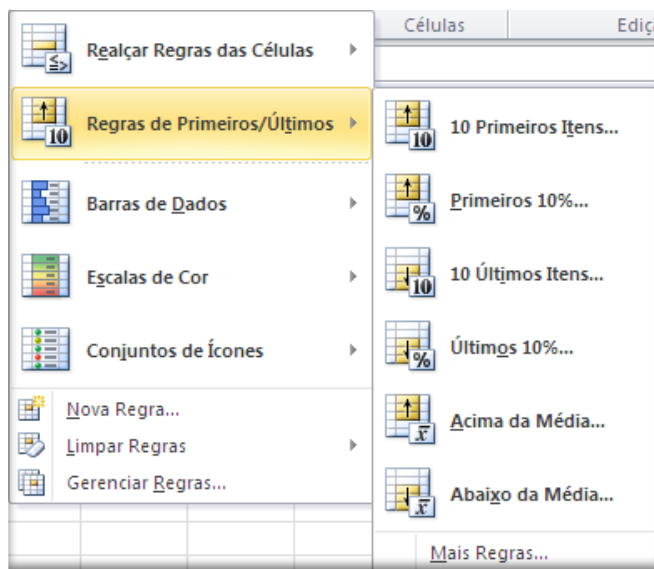 Células
Ediç
Realçar Regras das Células
Regras de Primeiros/Últimos
Barras de Dados
Escalas de Cor
Conjuntos de Ícones
Nova Regra...
Limpar Regras
Gerenciar Regras...
10 Primeiros Itens...
Primeiros 10%...
10 Últimos Itens...
Últimos 10%...
Acima da Média...
Abaixo da Média...
Mais Regras...